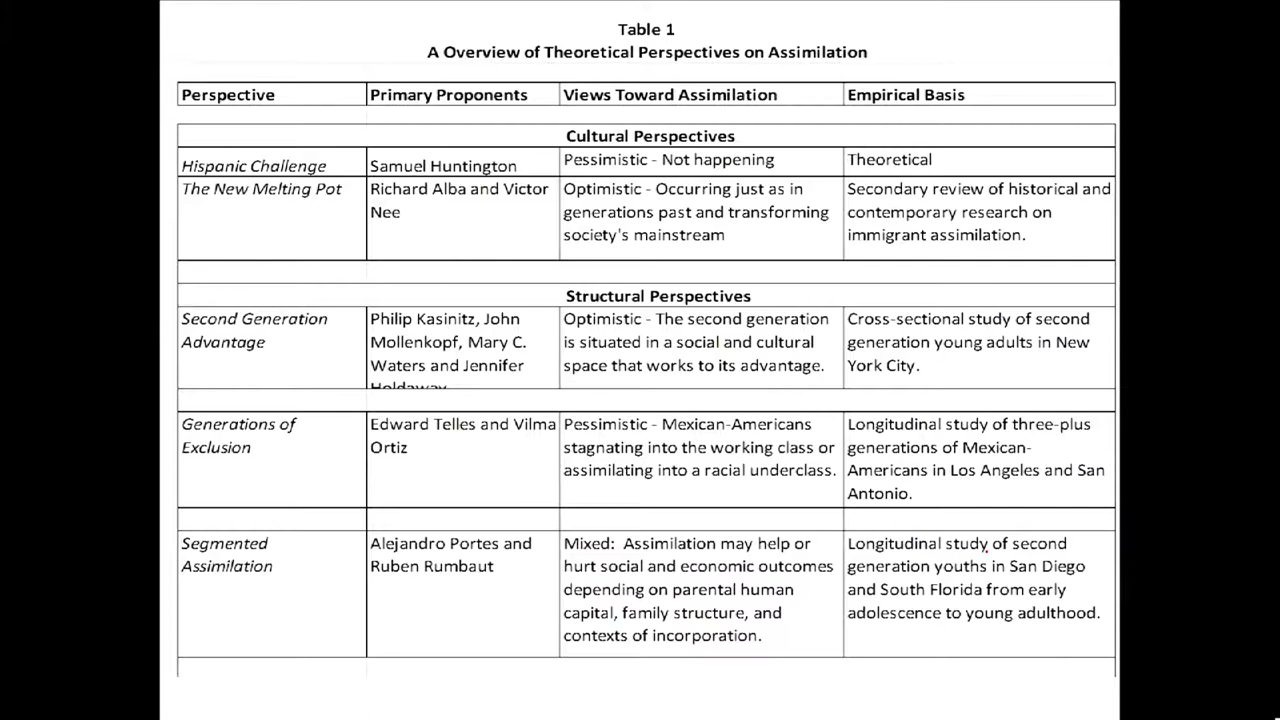 Table 1
A Overview of Theoretical Perspectives on Assimilation
Perspective Primary Proponents Views Toward Assimilation Empirical Basis
Cultural Perspectives
Hispanic Challenge
Samuel Huntington
Pessimistic - Not happening
Theoretical
The New Melting Pot
Richard Alba and Victor
Nee
Optimistic - Occurring just as in
generations past and transforming
society's mainstream
Secondary review of historical and
contemporary research on
immigrant assimilation.
Structural Perspectives
Second Generation
Advantage
Philip Kasinitz, John
Mollenkopf, Mary C.
Waters and Jennifer
Holdaway
Optimistic - The second generation
is situated in a social and cultural
space that works to its advantage.
Cross-sectional study of second
generation young adults in New
York City.
Generations of
Exclusion
Edward Telles and Vilma
Ortiz
Pessimistic - Mexican-Americans
stagnating into the working class or
assimilating into a racial underclass.
Longitudinal study of three-plus
generations of Mexican-
Americans in Los Angeles and San
Antonio.
Segmented
Assimilation
Alejandro Portes and
Ruben Rumbaut
Mixed: Assimilation may help or
hurt social and economic outcomes
depending on parental human
capital, family structure, and
contexts of incorporation.
Longitudinal study of second
generation youths in San Diego
and South Florida from early
adolescence to young adulthood.